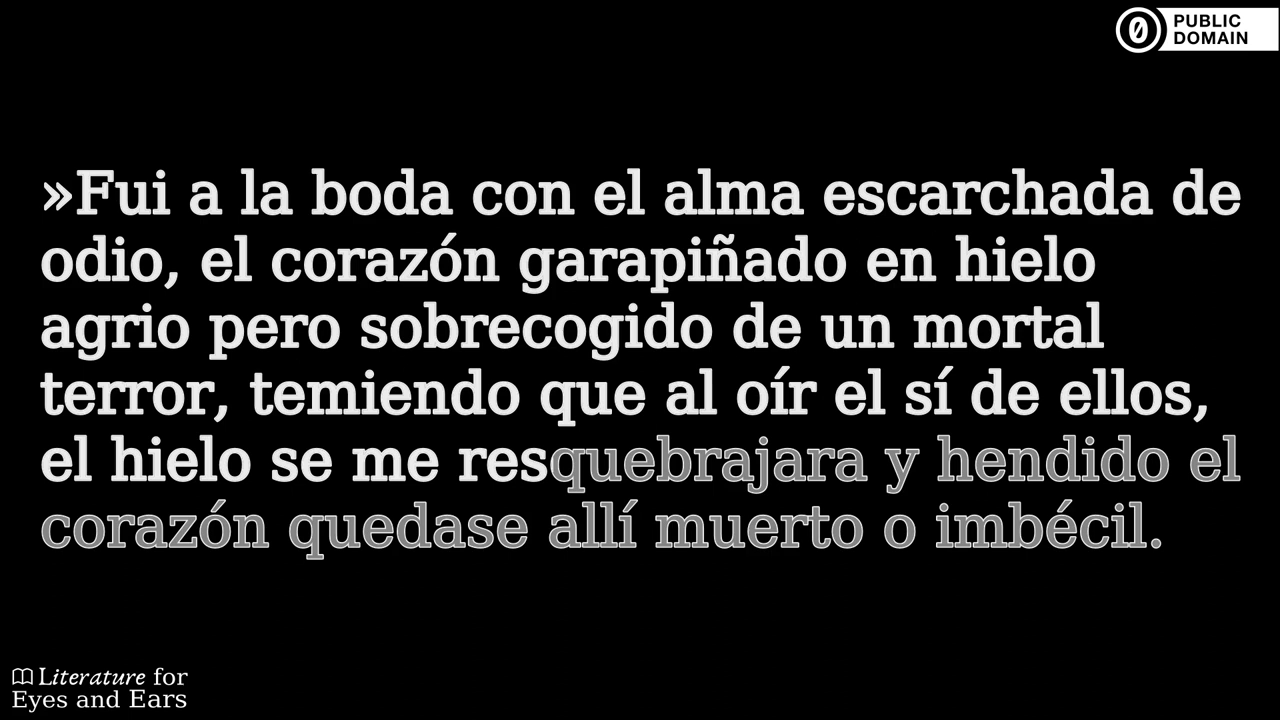 PUBLIC
DOMAIN
»Fui a la boda con el alma escarchada de
odio, el corazón garapiñado en hielo
agrio pero sobrecogido de un mortal
terror, temiendo que al oír el sí de ellos,
el hielo se me resquebrajara y hendido el
corazón quedase allí muerto o imbécil.
Literature for
Eyes and Ears